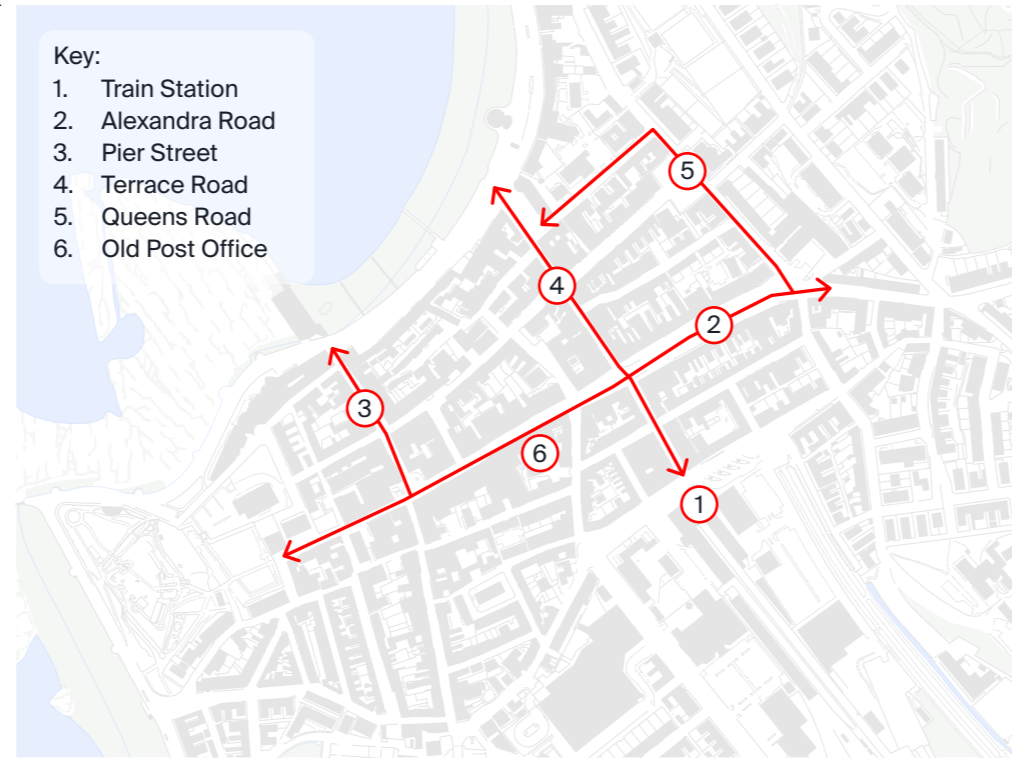 Key:
1. Train Station
2. Alexandra Road
3. Pier Street
4. Terrace Road
5. Queens Road
6. Old Post Office
5
4
2
3
6
1